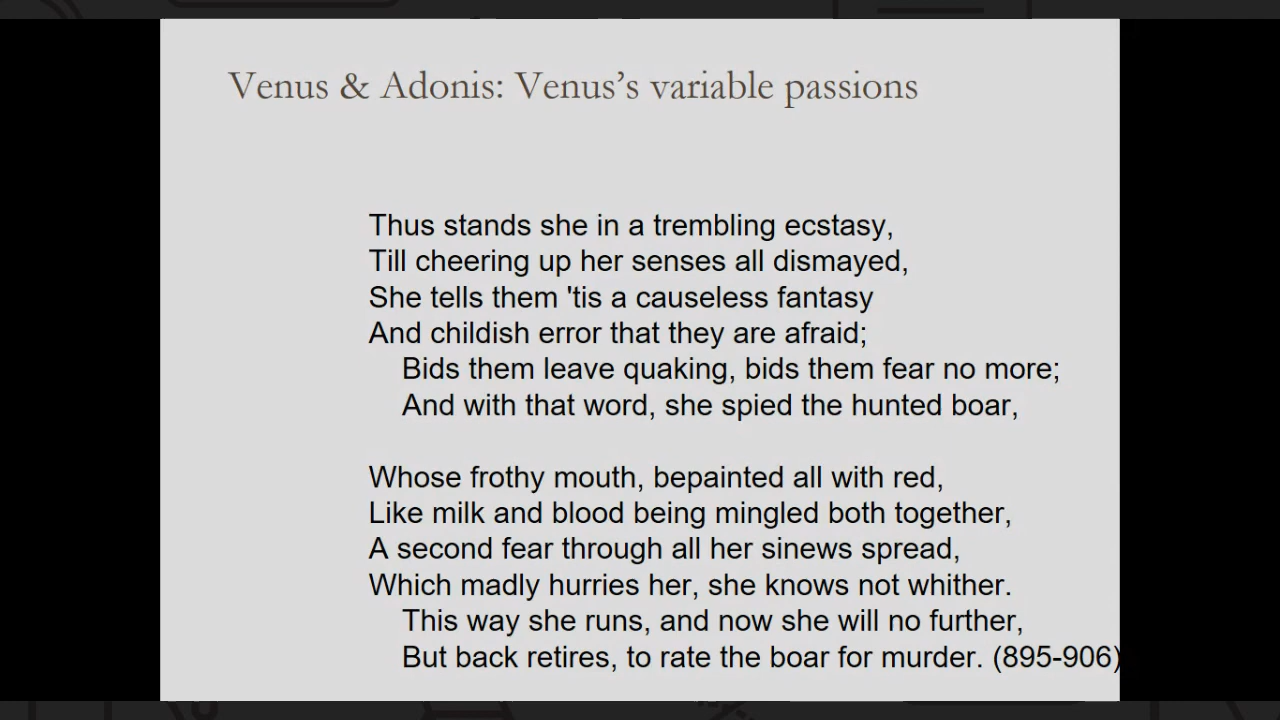 Venus & Adonis: Venus’s variable passions
Thus stands she in a trembling ecstasy,
Till cheering up her senses all dismayed,
She tells them 'tis a causeless fantasy
And childish error that they are afraid;
Bids them leave quaking, bids them fear no more;
And with that word, she spied the hunted boar,
Whose frothy mouth, bepainted all with red,
Like milk and blood being mingled both together,
A second fear through all her sinews spread,
Which madly hurries her, she knows not whither.
This way she runs, and now she will no further,
But back retires, to rate the boar for murder. (895-906)